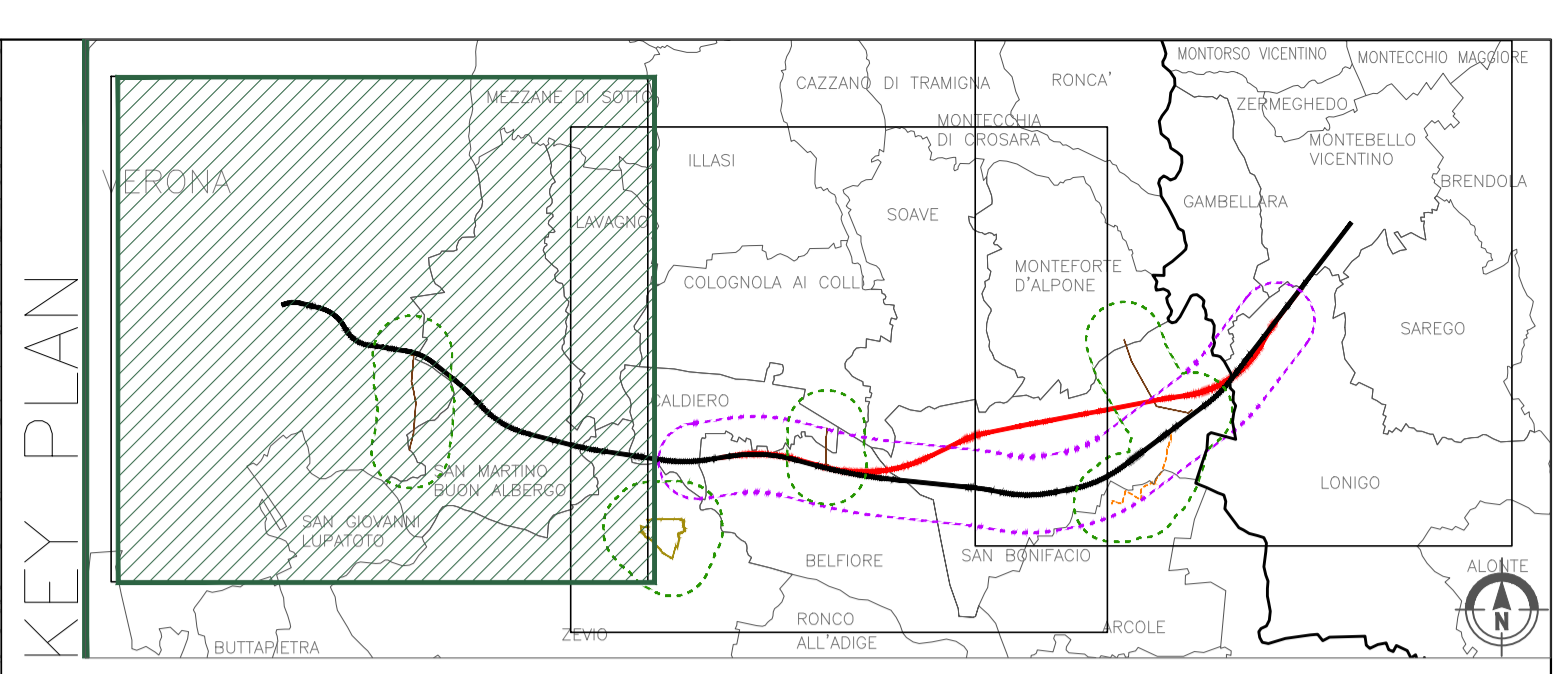 KEY PLAN
MONTORSO VICENTINO
MONTECCHIO MAGGIORE
CAZZANO DI TRAMIGNA
RONCA'
MEZZANE DI SOTTO
ZERMEGHEDO
MONTECCHIA
DI CROSARA
MONTEBELLO
VICENTINO
ILLASI
VERONA
BRENDOLA
GAMBELLARA
SOAVE
LAVAGNO
MONTEFORTE
D'ALPONE
COLOGNOLA AI COLLI
SAREGO
CALDIERO
SAN MARTINO
BUON ALBERGO
LONIGO
SAN GIOVANNI
LUPATOTO
BELFIORE
SAN BONIFACIO
ALONTE
RONCO
ALL'ADIGE
ZEVIO
ARCOLE
BUTTAPIETRA
N